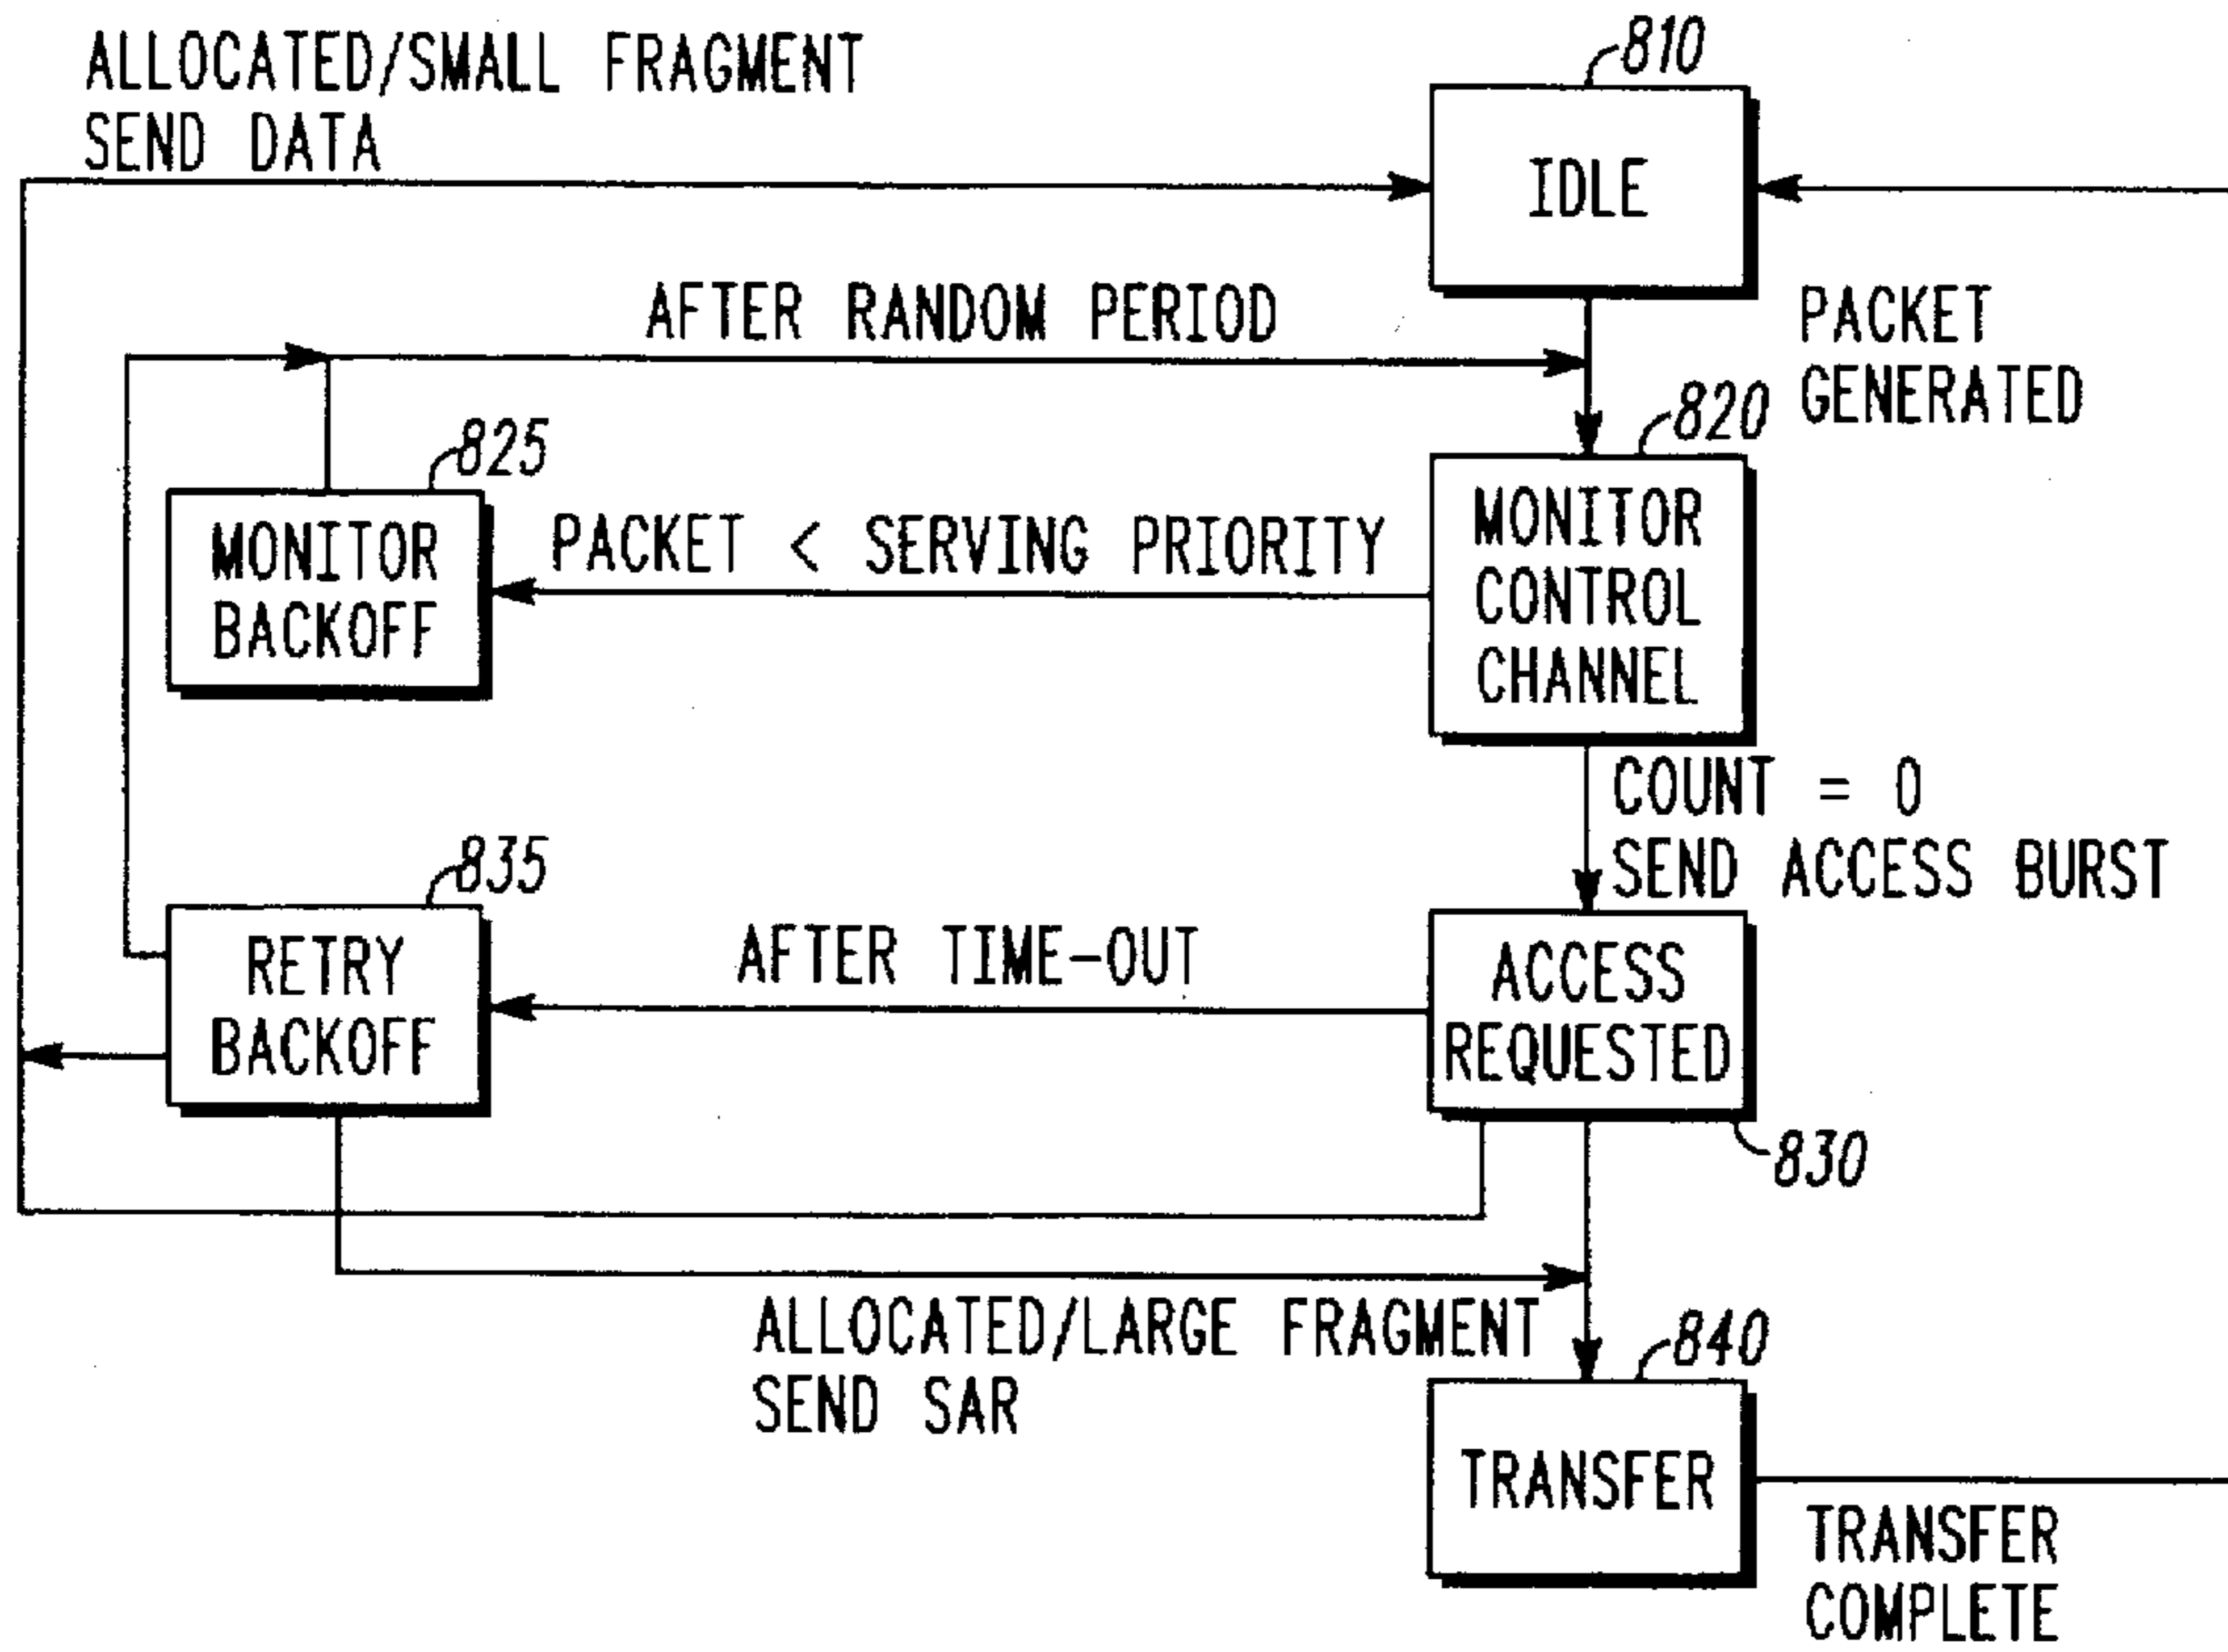 ALLOCATED/SMALL FRAGMENT
SEND DATA
810
IDLE
AFTER RANDOM PERIOD
PACKET
GENERATED
820
825
MONITOR
BACKOFF
PACKET < SERVING PRIORITY
MONITOR
CONTROL
CHANNEL
COUNT = 0
SEND ACCESS BURST
835
RETRY
BACKOFF
AFTER TIME-OUT
ACCESS
REQUESTED
830
ALLOCATED/LARGE FRAGMENT
SEND SAR
840
TRANSFER
TRANSFER
COMPLETE